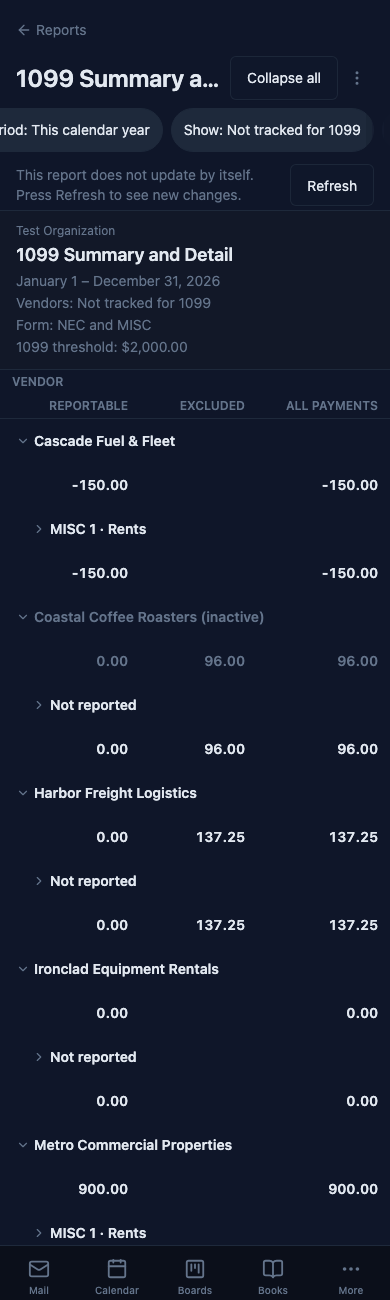 Reports
1099 Summary a...
Collapse all
riod: This calendar year
Show: Not tracked for 1099
This report does not update by itself.
Press Refresh to see new changes.
Refresh
Test Organization
1099 Summary and Detail
January 1 – December 31, 2026
Vendors: Not tracked for 1099
Form: NEC and MISC
1099 threshold: $2,000.00
VENDOR
REPORTABLE EXCLUDED ALL PAYMENTS
Cascade Fuel & Fleet
-150.00 -150.00
MISC 1 · Rents
-150.00 -150.00
Coastal Coffee Roasters (inactive)
0.00 96.00 96.00
Not reported
0.00 96.00 96.00
Harbor Freight Logistics
0.00 137.25 137.25
Not reported
0.00 137.25 137.25
Ironclad Equipment Rentals
0.00 0.00
Not reported
0.00 0.00
Metro Commercial Properties
900.00 900.00
MISC 1 · Rents
Mail Calendar Boards Books More